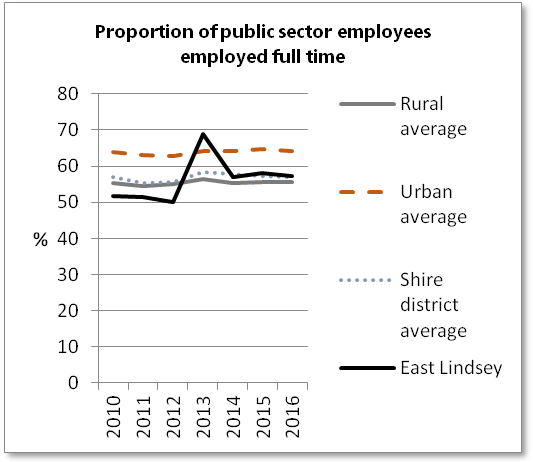 Proportion of public sector employees
employed full time
80
70
60
50
40
30
20
10
0
%
2010
2011
2012
2013
2014
2015
2016
Rural
average
Urban
average
Shire
district
average
East Lindsey